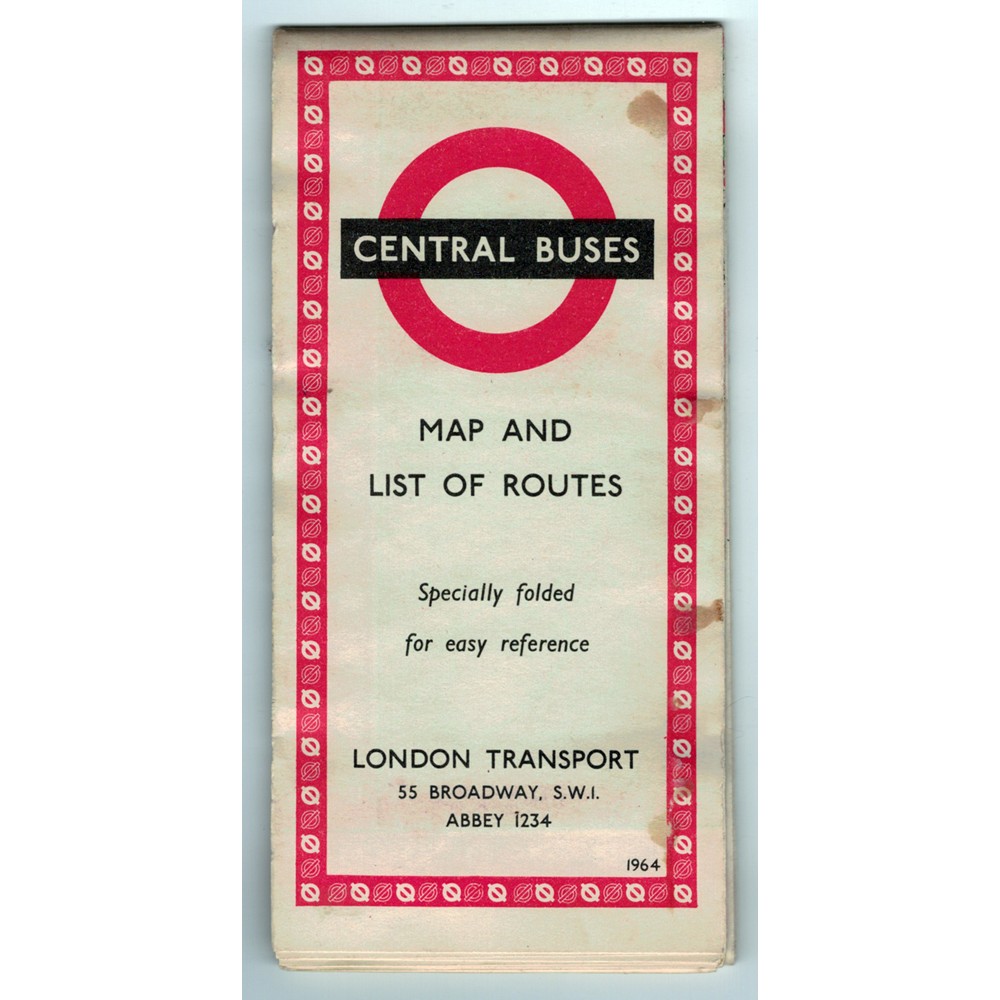 CENTRAL BUSES
MAP AND
LIST OF ROUTES
Specially folded
for easy reference
LONDON TRANSPORT
55 BROADWAY, S.W.1.
ABBEY 1234
1964